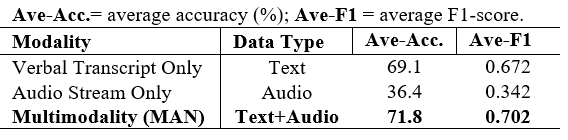 Ave-Acc.= average accuracy (%); Ave-F1 = average F1-score.
Modality Data Type Ave-Acc. Ave-F1
Verbal Transcript Only Text 69.1 0.672
Audio Stream Only Audio 36.4 0.342
Multimodality (MAN) Text+Audio 71.8 0.702